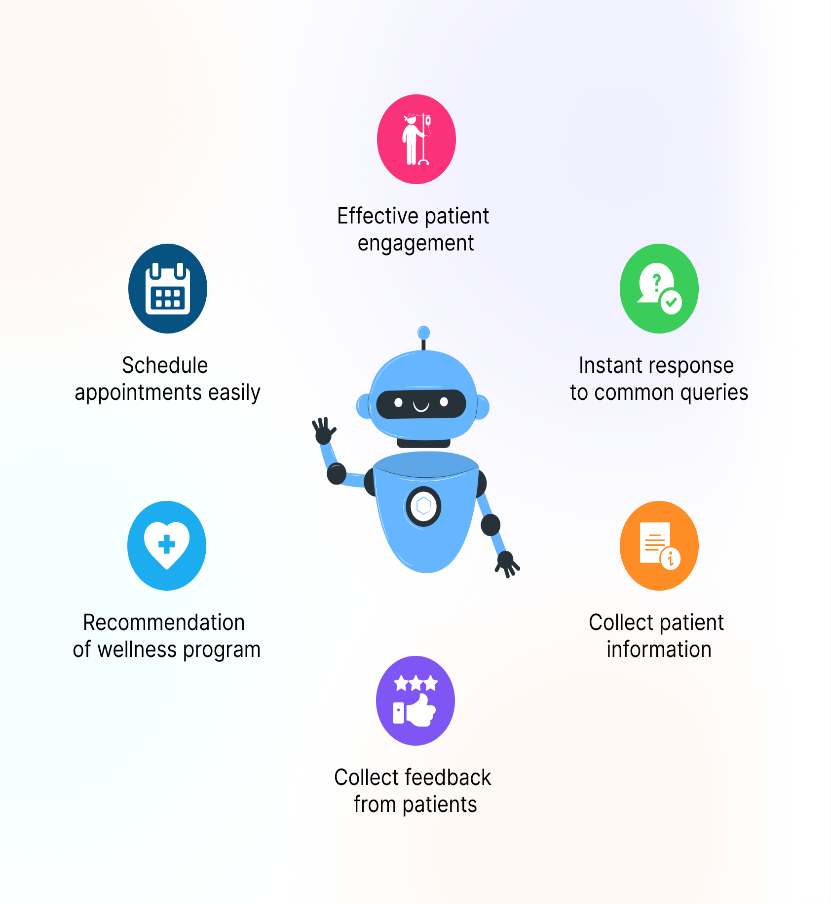 Effective patient
engagement
Schedule
appointments easily
Instant response
to common queries
Recommendation
of wellness program
Collect patient
information
Collect feedback
from patients